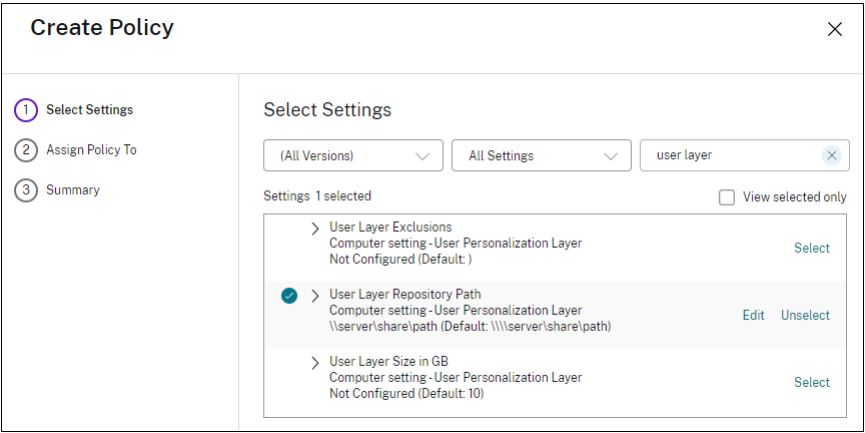 Create Policy
1 Select Settings
2 Assign Policy To
3 Summary
Select Settings
(All Versions) All Settings user layer
Settings 1 selected View selected only
User Layer Exclusions
Computer setting - User Personalization Layer
Not Configured (Default: )
Select
User Layer Repository Path
Computer setting - User Personalization Layer
\\server\share\path (Default: \\\\server\share\path)
Edit Unselect
User Layer Size in GB
Computer setting - User Personalization Layer
Not Configured (Default: 10)
Select